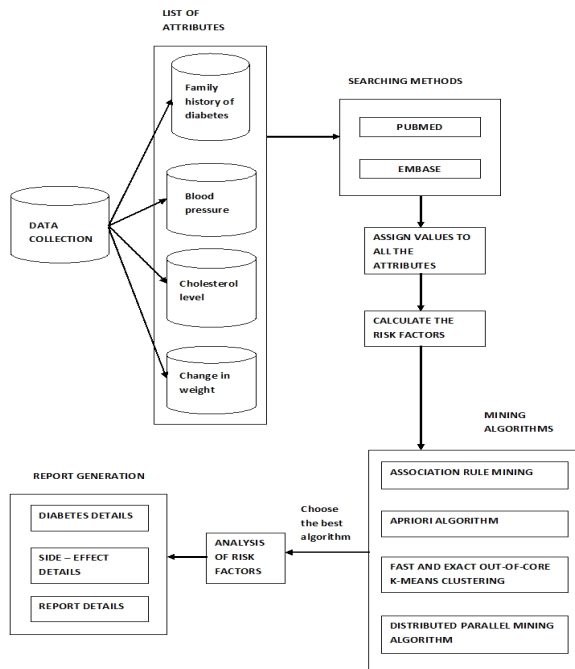 LIST OF
ATTRIBUTES
Family
history of
diabetes
Blood
pressure
Cholesterol
level
Change in
weight
DATA
COLLECTION
SEARCHING METHODS
PUBMED
EMBASE
ASSIGN VALUES TO
ALL THE
ATTRIBUTES
CALCULATE THE
RISK FACTORS
MINING
ALGORITHMS
ASSOCIATION RULE MINING
APRIORI ALGORITHM
FAST AND EXACT OUT-OF-CORE
K-MEANS CLUSTERING
DISTRIBUTED PARALLEL MINING
ALGORITHM
Choose
the best
algorithm
ANALYSIS
OF RISK
FACTORS
REPORT GENERATION
DIABETES DETAILS
SIDE – EFFECT
DETAILS
REPORT DETAILS